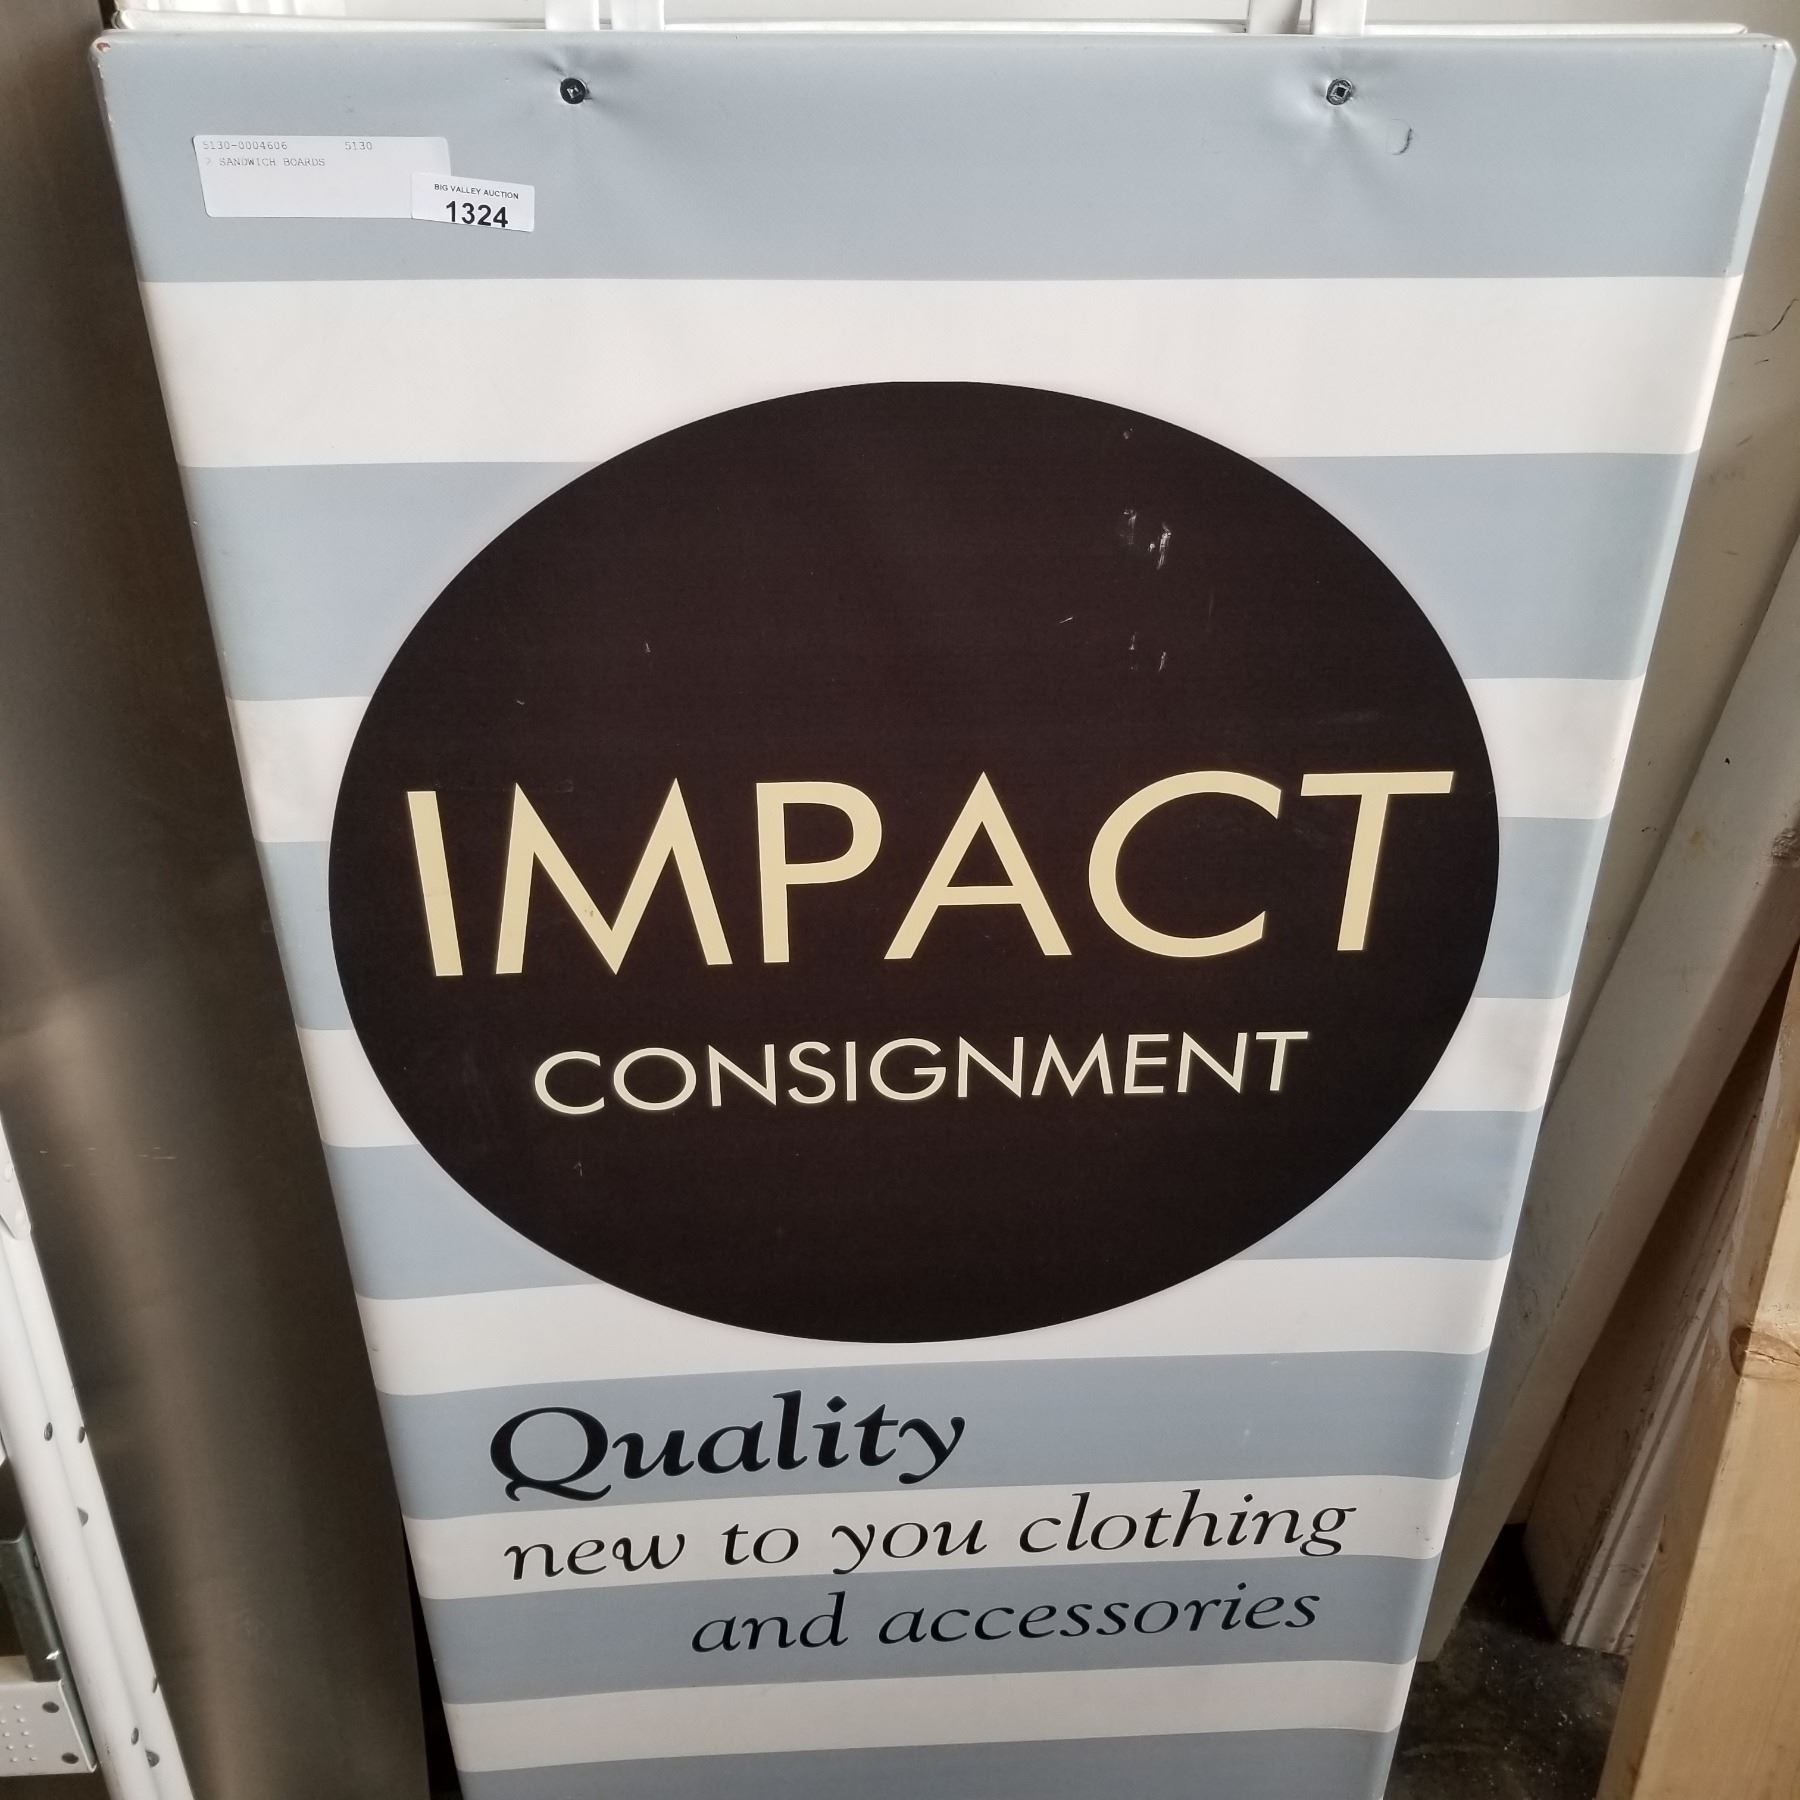 5130-0004606 5130
2 SANDWICH BOARDS
BIG VALLEY AUCTION
1324
IMPACT
CONSIGNMENT
Quality
new to you clothing
and accessories